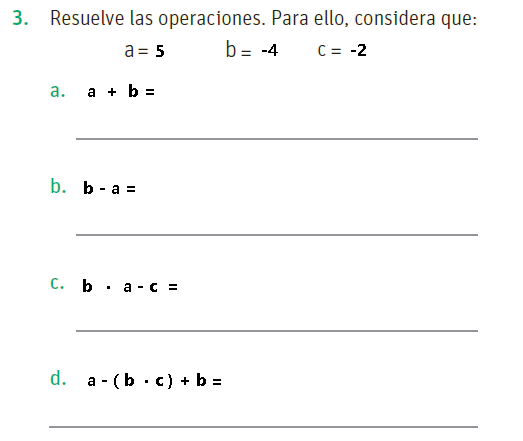 3. Resuelve las operaciones. Para ello, considera que:
a = 5 b = -4 c = -2
a. a + b =
b. b - a =
c. b · a - c =
d. a - ( b · c ) + b =